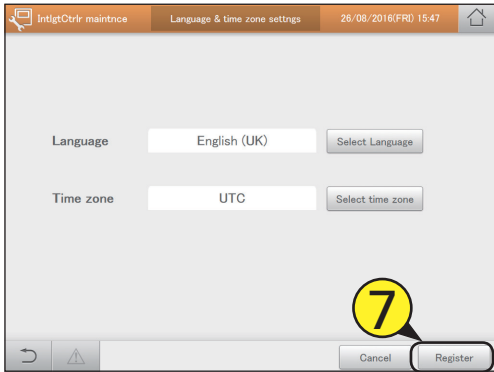 IntlgtCtrlr maintnce Language & time zone settngs 26/08/2016(FRI) 15:47
Language English (UK) Select Language
Time zone UTC Select time zone
7
Cancel Register